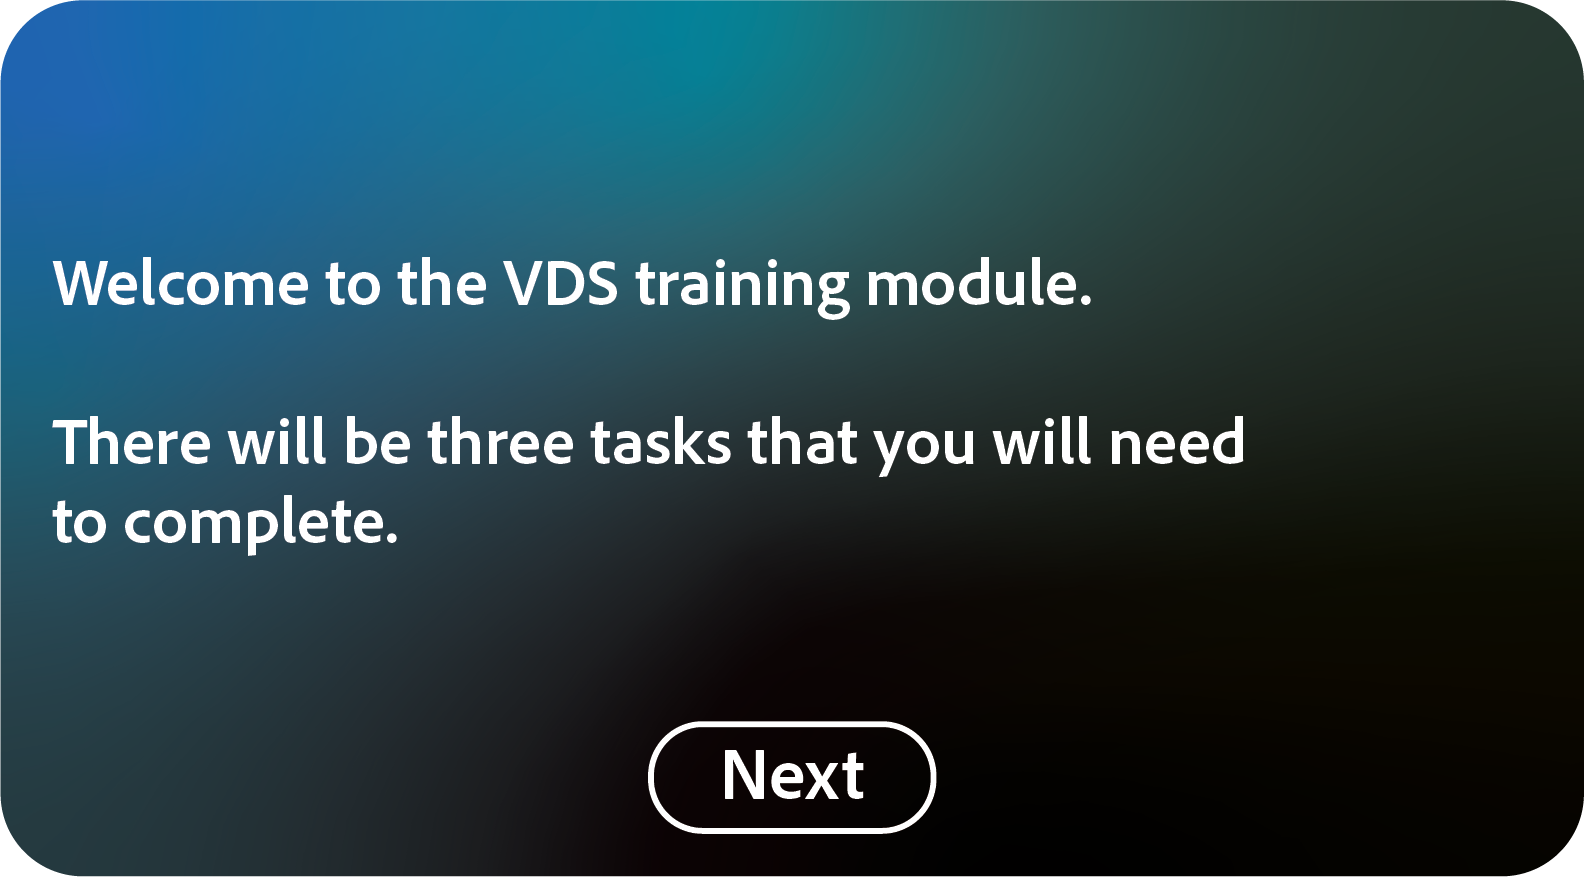 Welcome to the VDS training module.
There will be three tasks that you will need
to complete.
Next